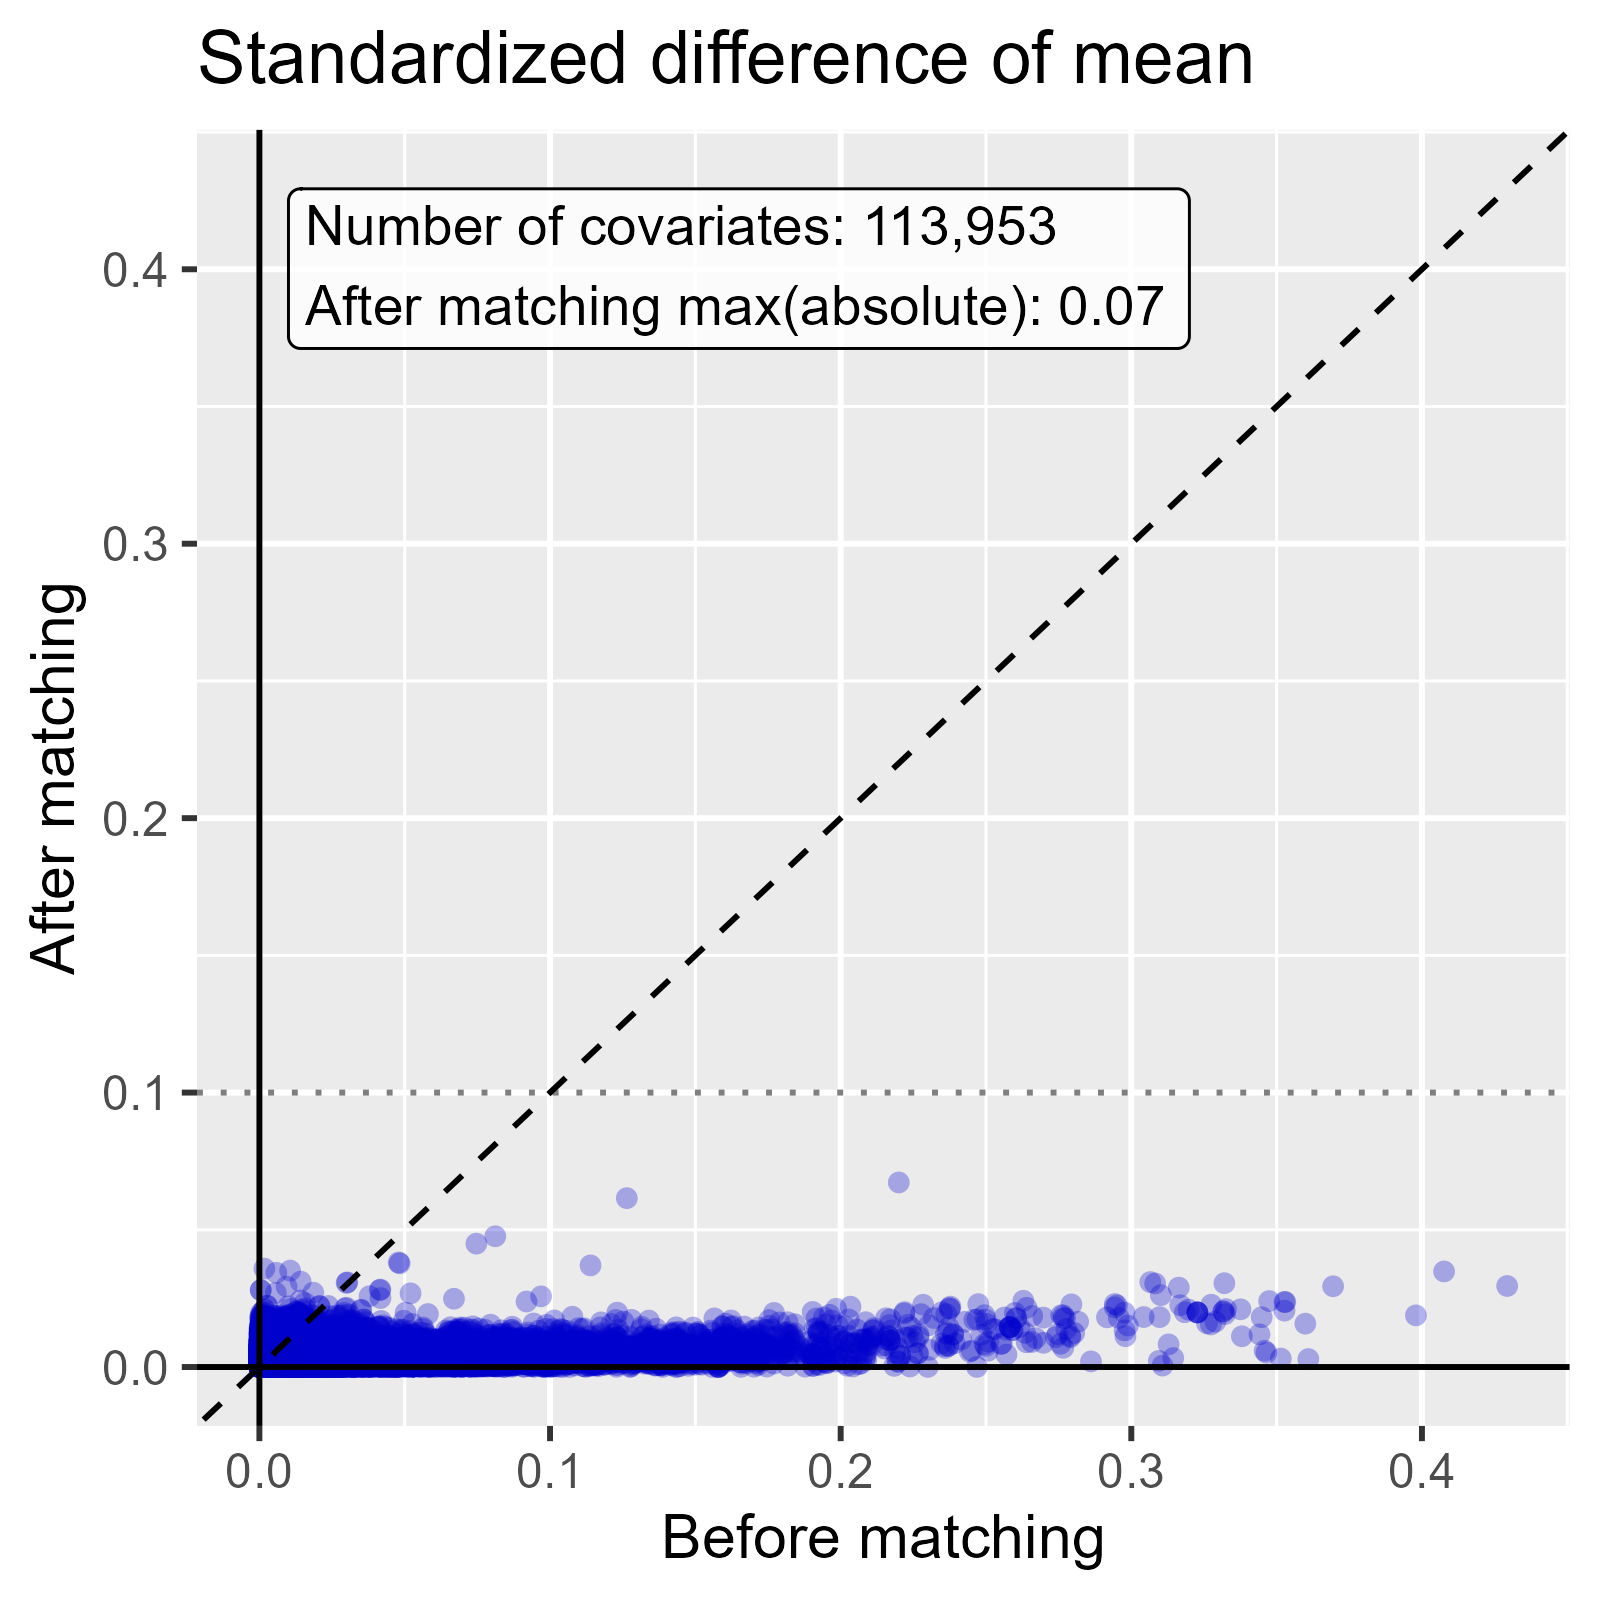 Standardized difference of mean
Number of covariates: 113,953
After matching max(absolute): 0.07
After matching
0.4
0.3
0.2
0.1
0.0
0.0 0.1 0.2 0.3 0.4
Before matching